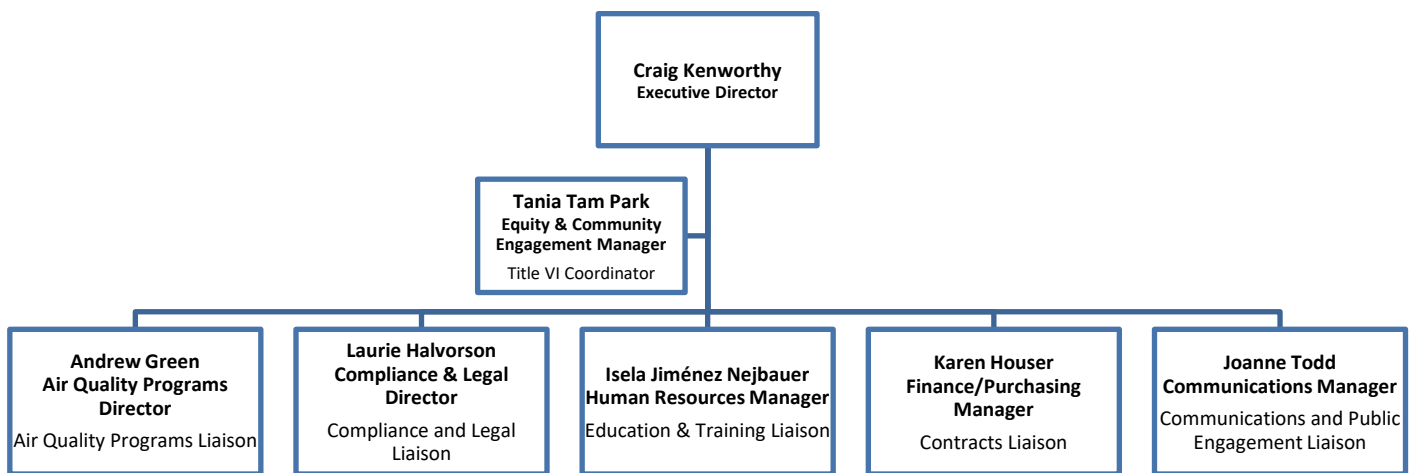 Craig Kenworthy
Executive Director
Tania Tam Park
Equity & Community
Engagement Manager
Title VI Coordinator
Andrew Green
Air Quality Programs
Director
Air Quality Programs Liaison
Laurie Halvorson
Compliance & Legal
Director
Compliance and Legal
Liaison
Isela Jiménez Nejbauer
Human Resources Manager
Education & Training Liaison
Karen Houser
Finance/Purchasing
Manager
Contracts Liaison
Joanne Todd
Communications Manager
Communications and Public
Engagement Liaison